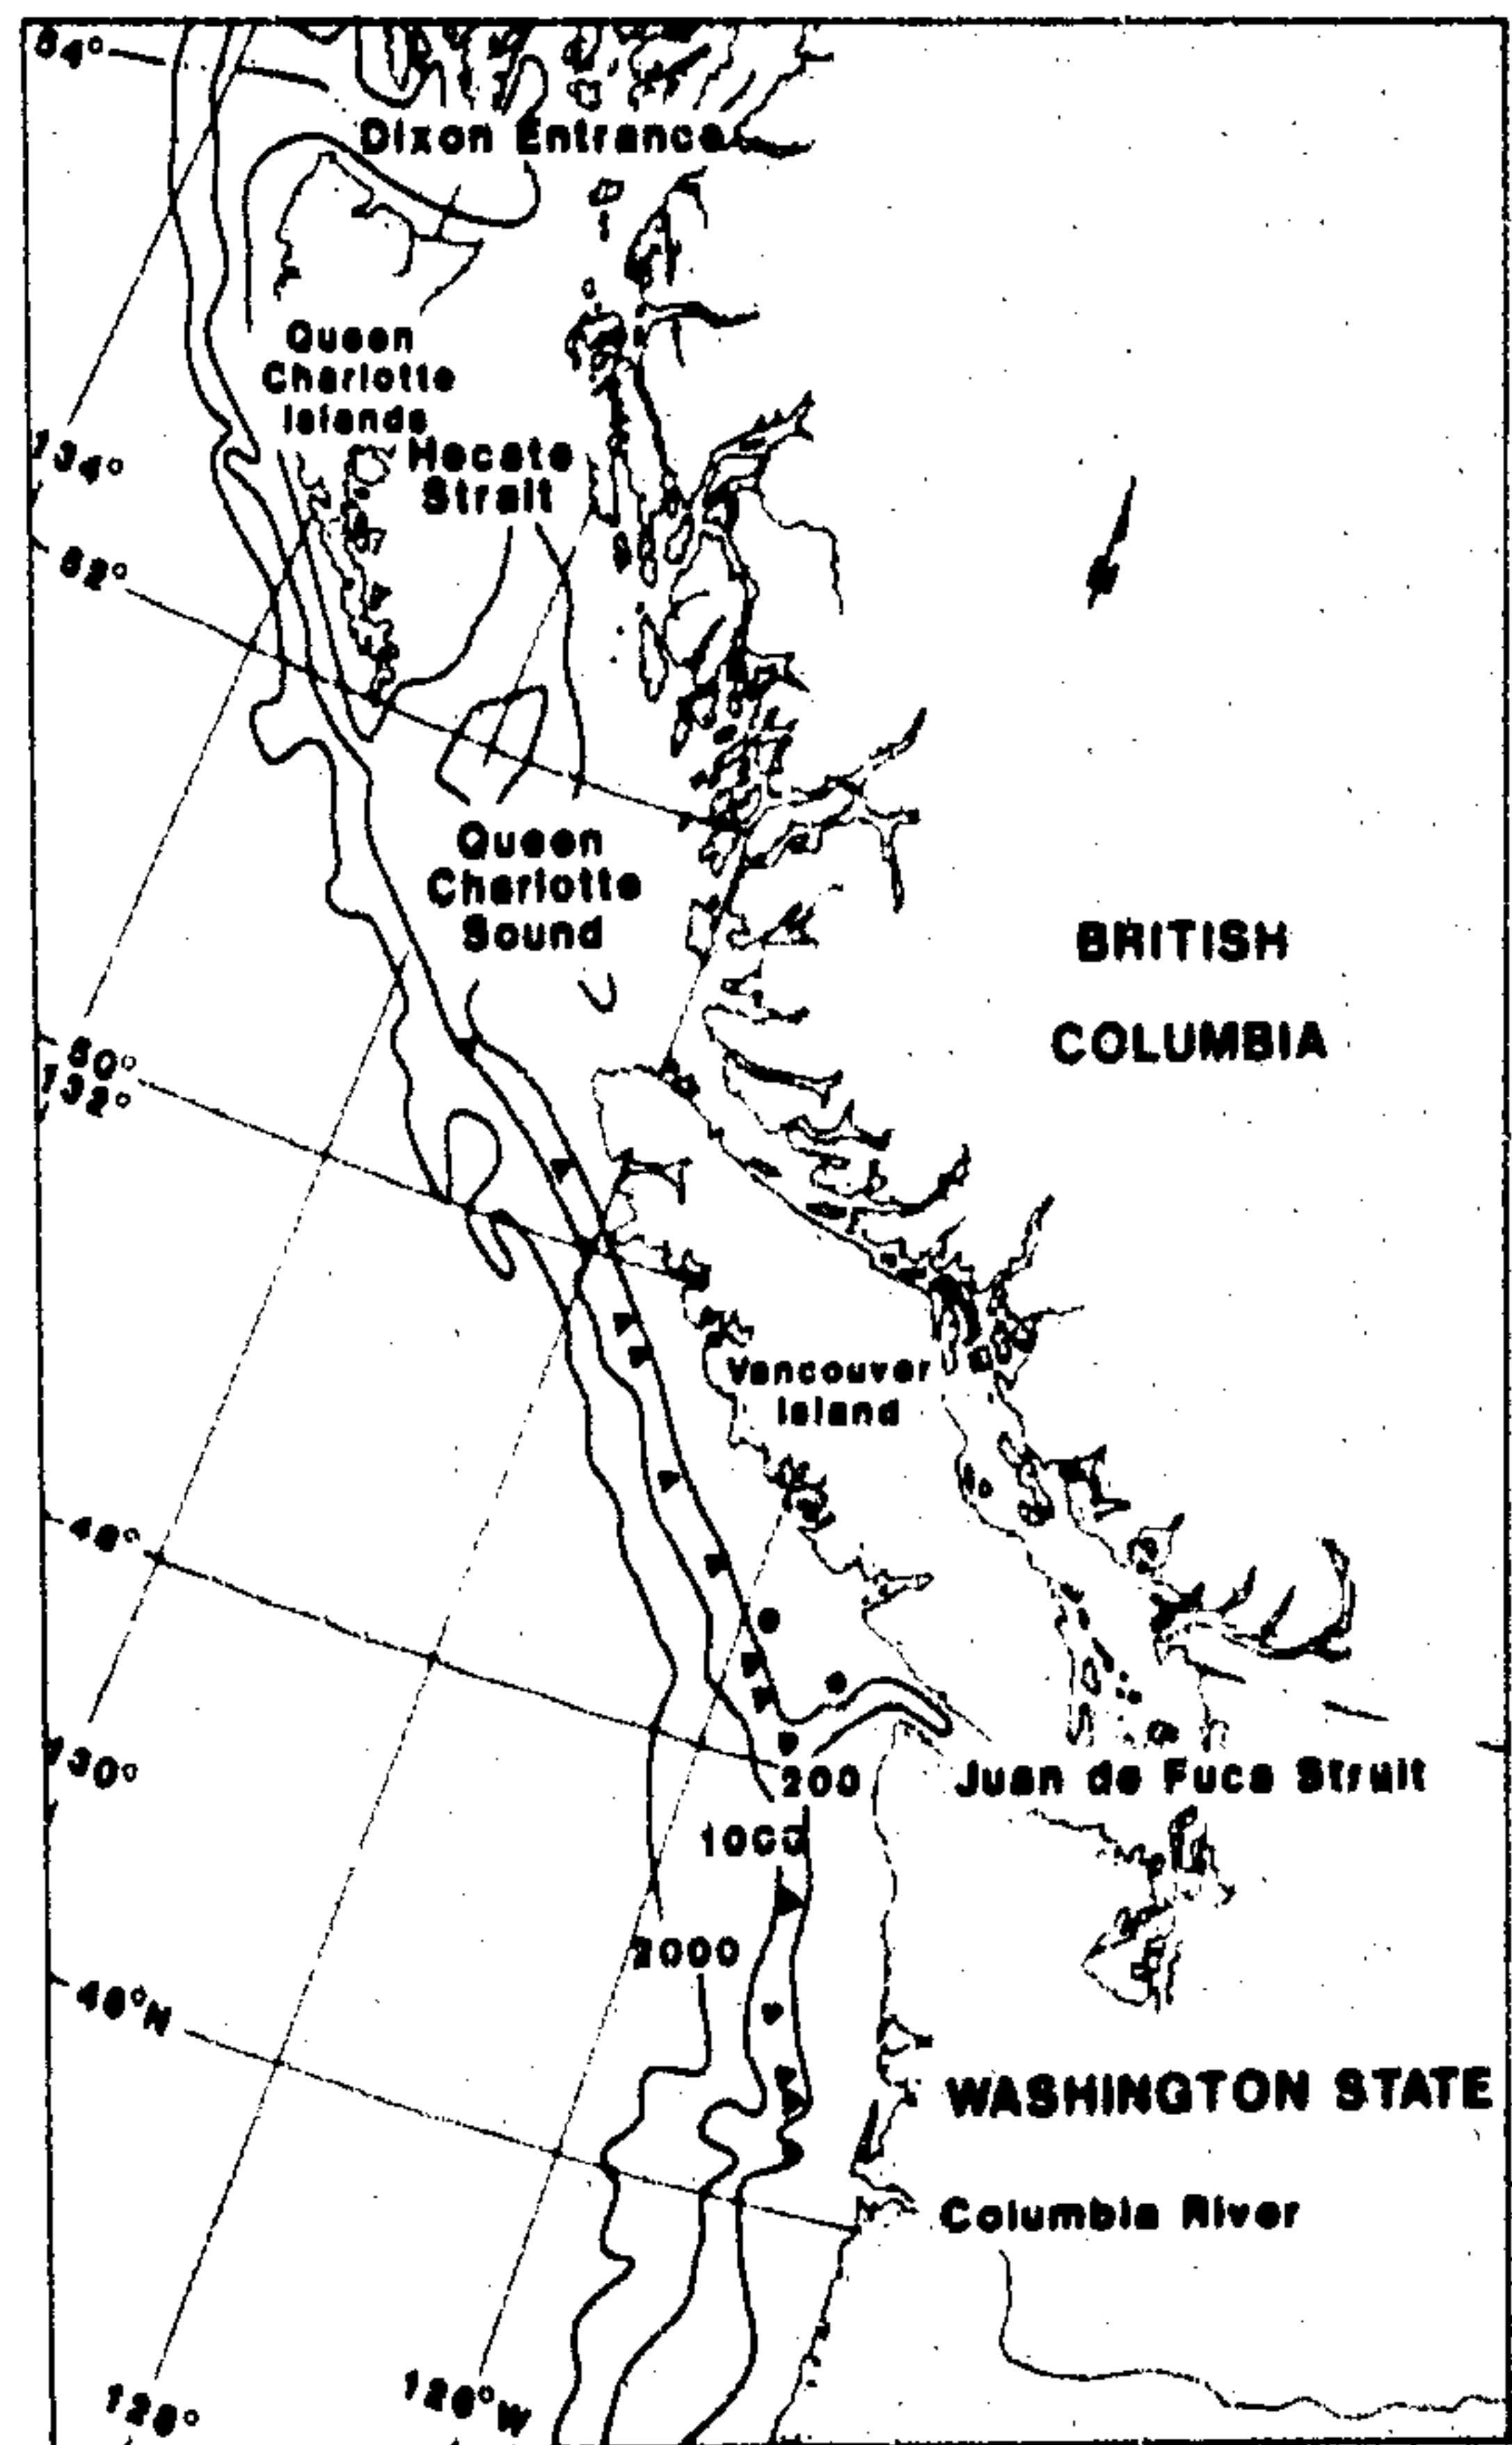 54°
Dixon Entrance
Queen
Charlotte
Islands
Hecate
Strait
134°
52°
Queen
Charlotte
Sound
BRITISH
COLUMBIA
50°
132°
Vancouver
Island
48°
130°
200
Juan de Fuca Strait
1000
2000
46°N
WASHINGTON STATE
Columbia River
128°
126°W